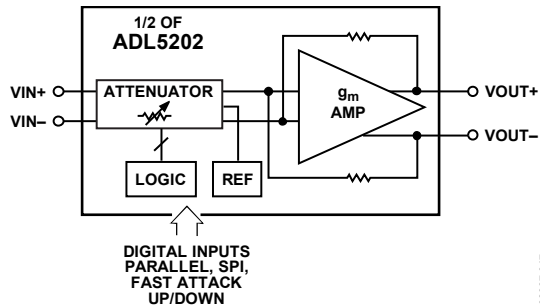 1/2 OF
ADL5202
VIN+
VIN–
ATTENUATOR
LOGIC
REF
gm
AMP
VOUT+
VOUT–
DIGITAL INPUTS
PARALLEL, SPI,
FAST ATTACK
UP/DOWN